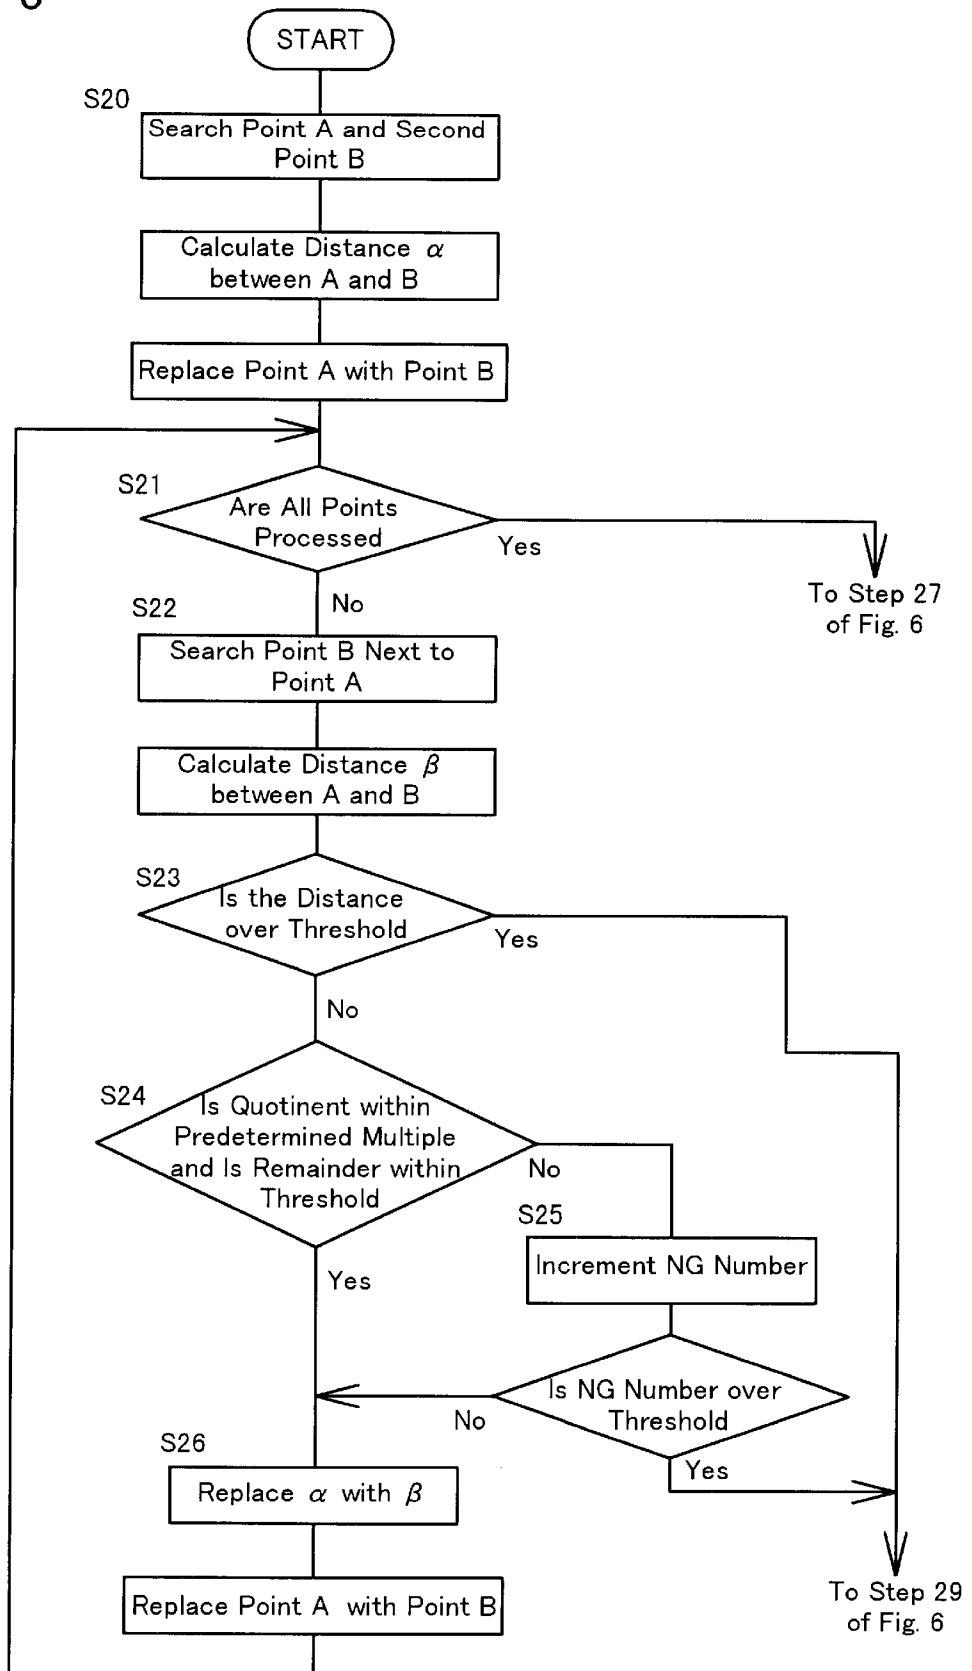 START
S20
Search Point A and Second
Point B
Calculate Distance α
between A and B
Replace Point A with Point B
S21
Are All Points
Processed
Yes
To Step 27
of Fig. 6
No
S22
Search Point B Next to
Point A
Calculate Distance β
between A and B
S23
Is the Distance
over Threshold
Yes
No
S24
Is Quotinent within
Predetermined Multiple
and Is Remainder within
Threshold
No
S25
Increment NG Number
Yes
Is NG Number over
Threshold
No
Yes
S26
Replace α with β
Replace Point A with Point B
To Step 29
of Fig. 6